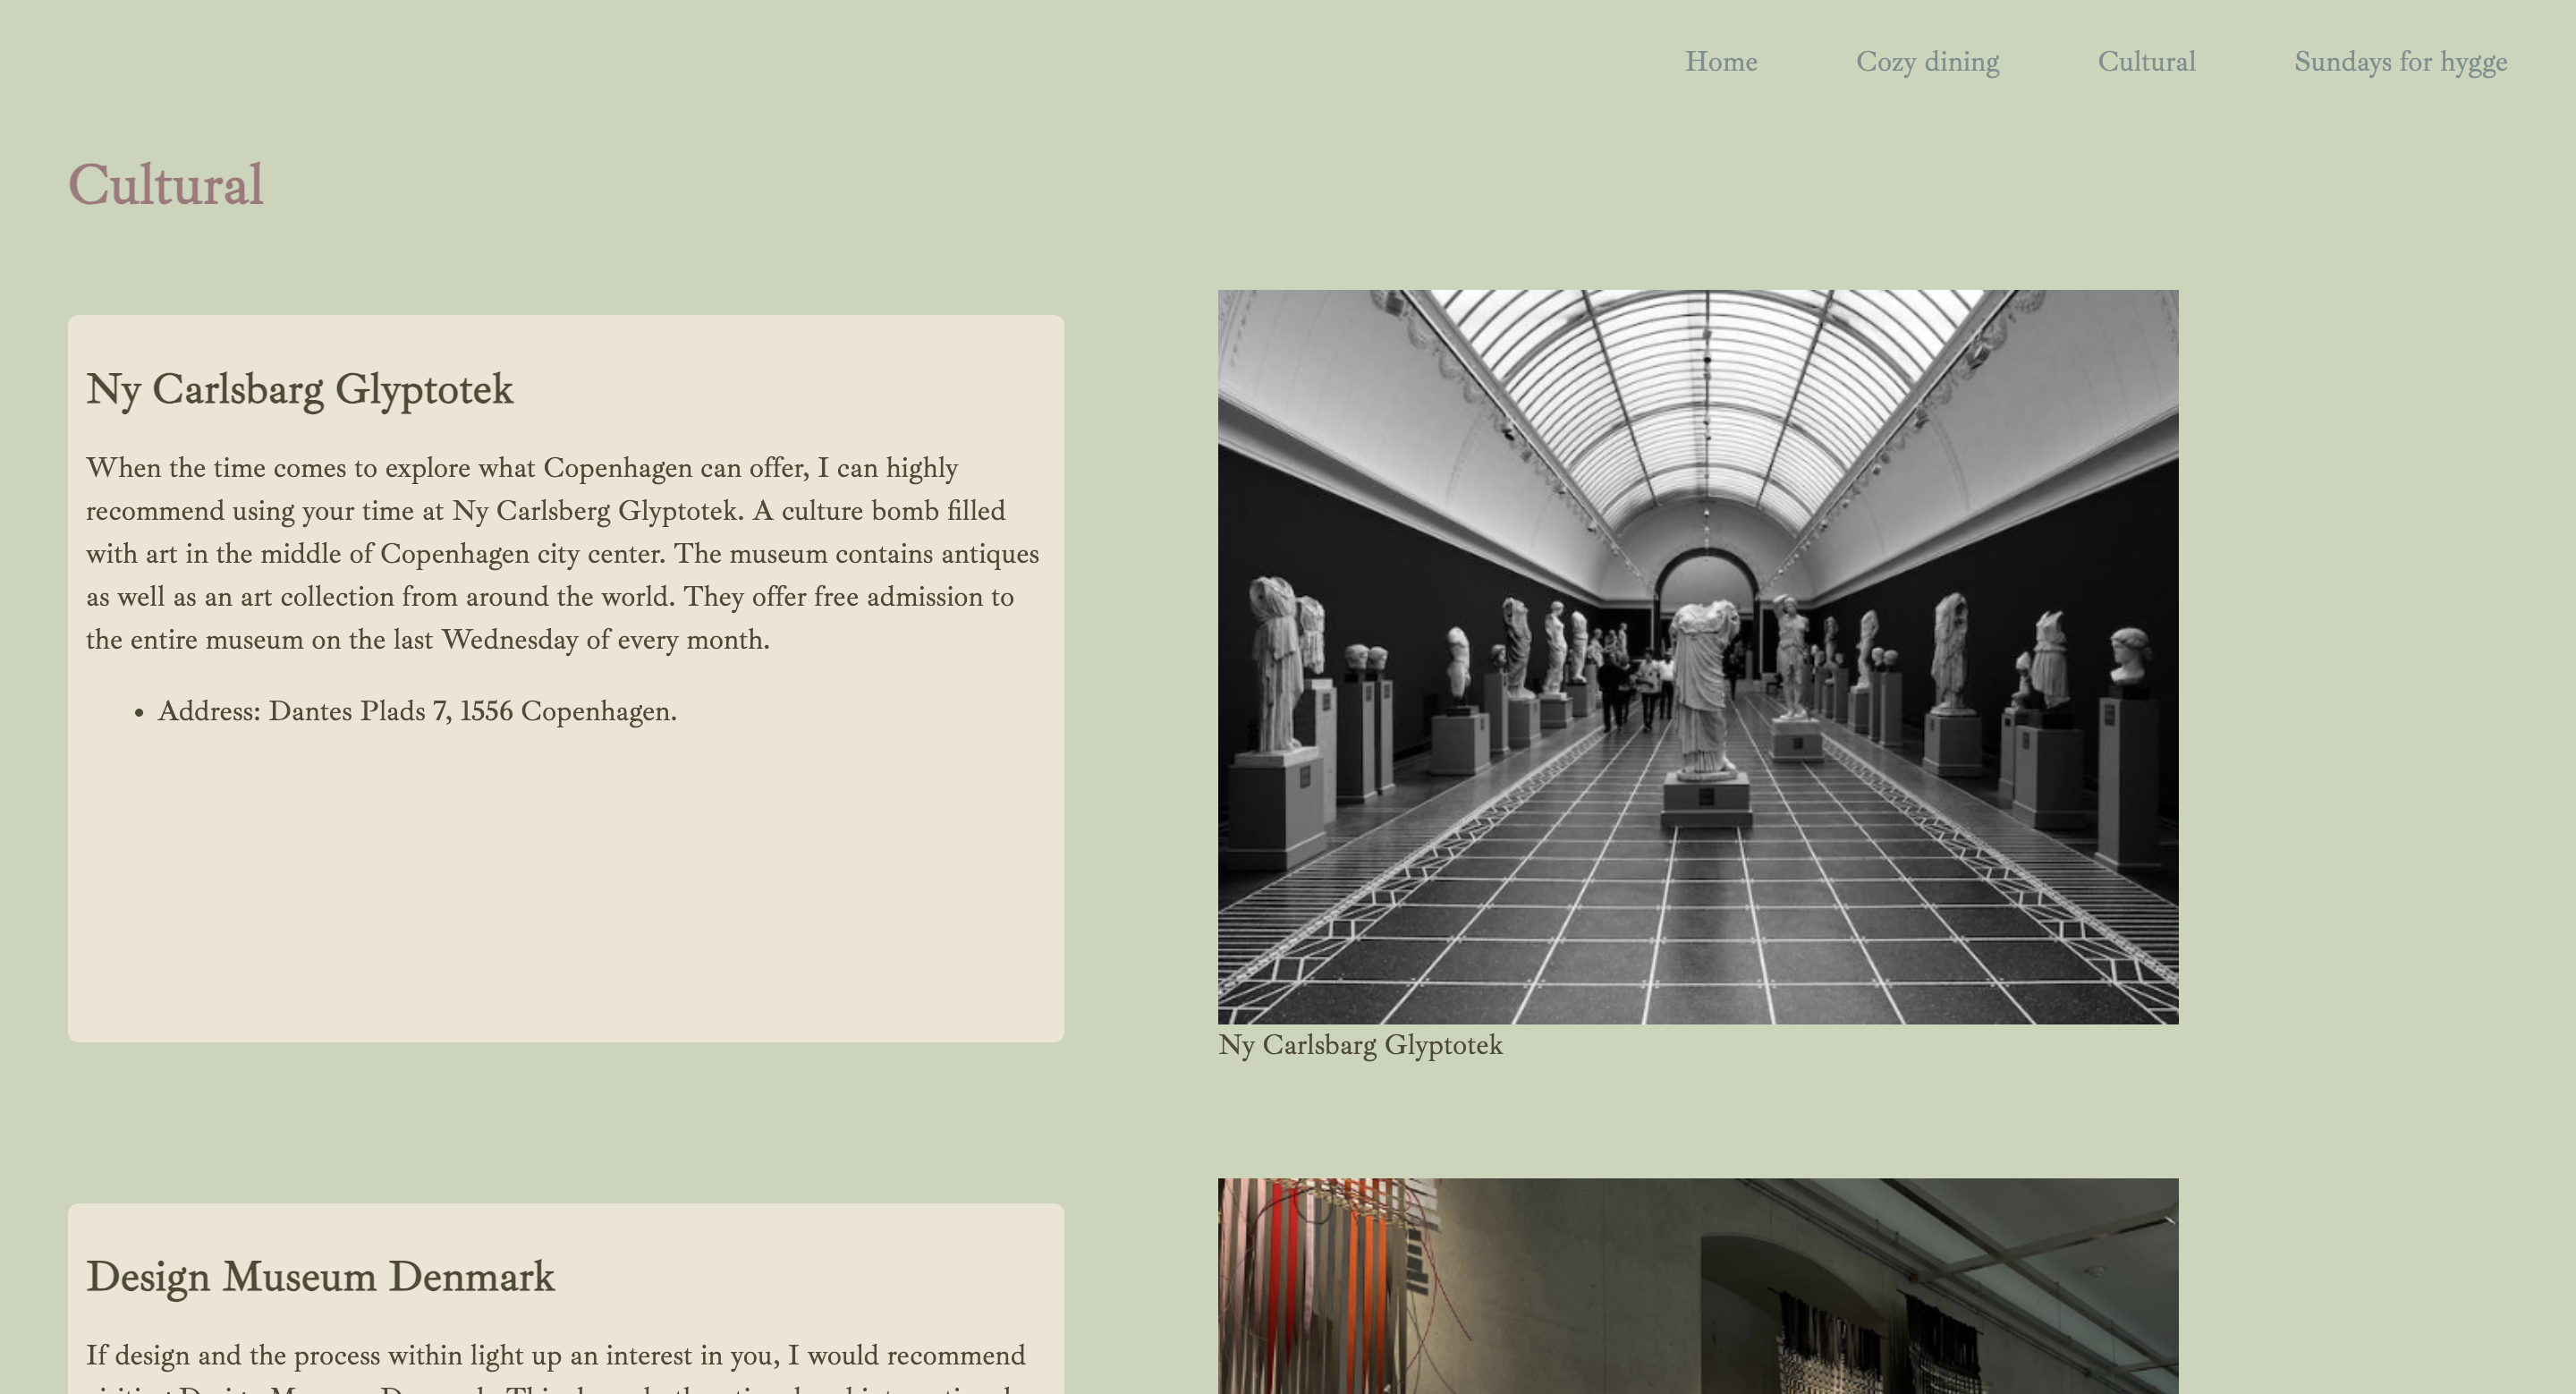 Home Cozy dining Cultural Sundays for hygge
Cultural
Ny Carlsbarg Glyptotek
When the time comes to explore what Copenhagen can offer, I can highly
recommend using your time at Ny Carlsberg Glyptotek. A culture bomb filled
with art in the middle of Copenhagen city center. The museum contains antiques
as well as an art collection from around the world. They offer free admission to
the entire museum on the last Wednesday of every month.
• Address: Dantes Plads 7, 1556 Copenhagen.
Ny Carlsbarg Glyptotek
Design Museum Denmark
If design and the process within light up an interest in you, I would recommend